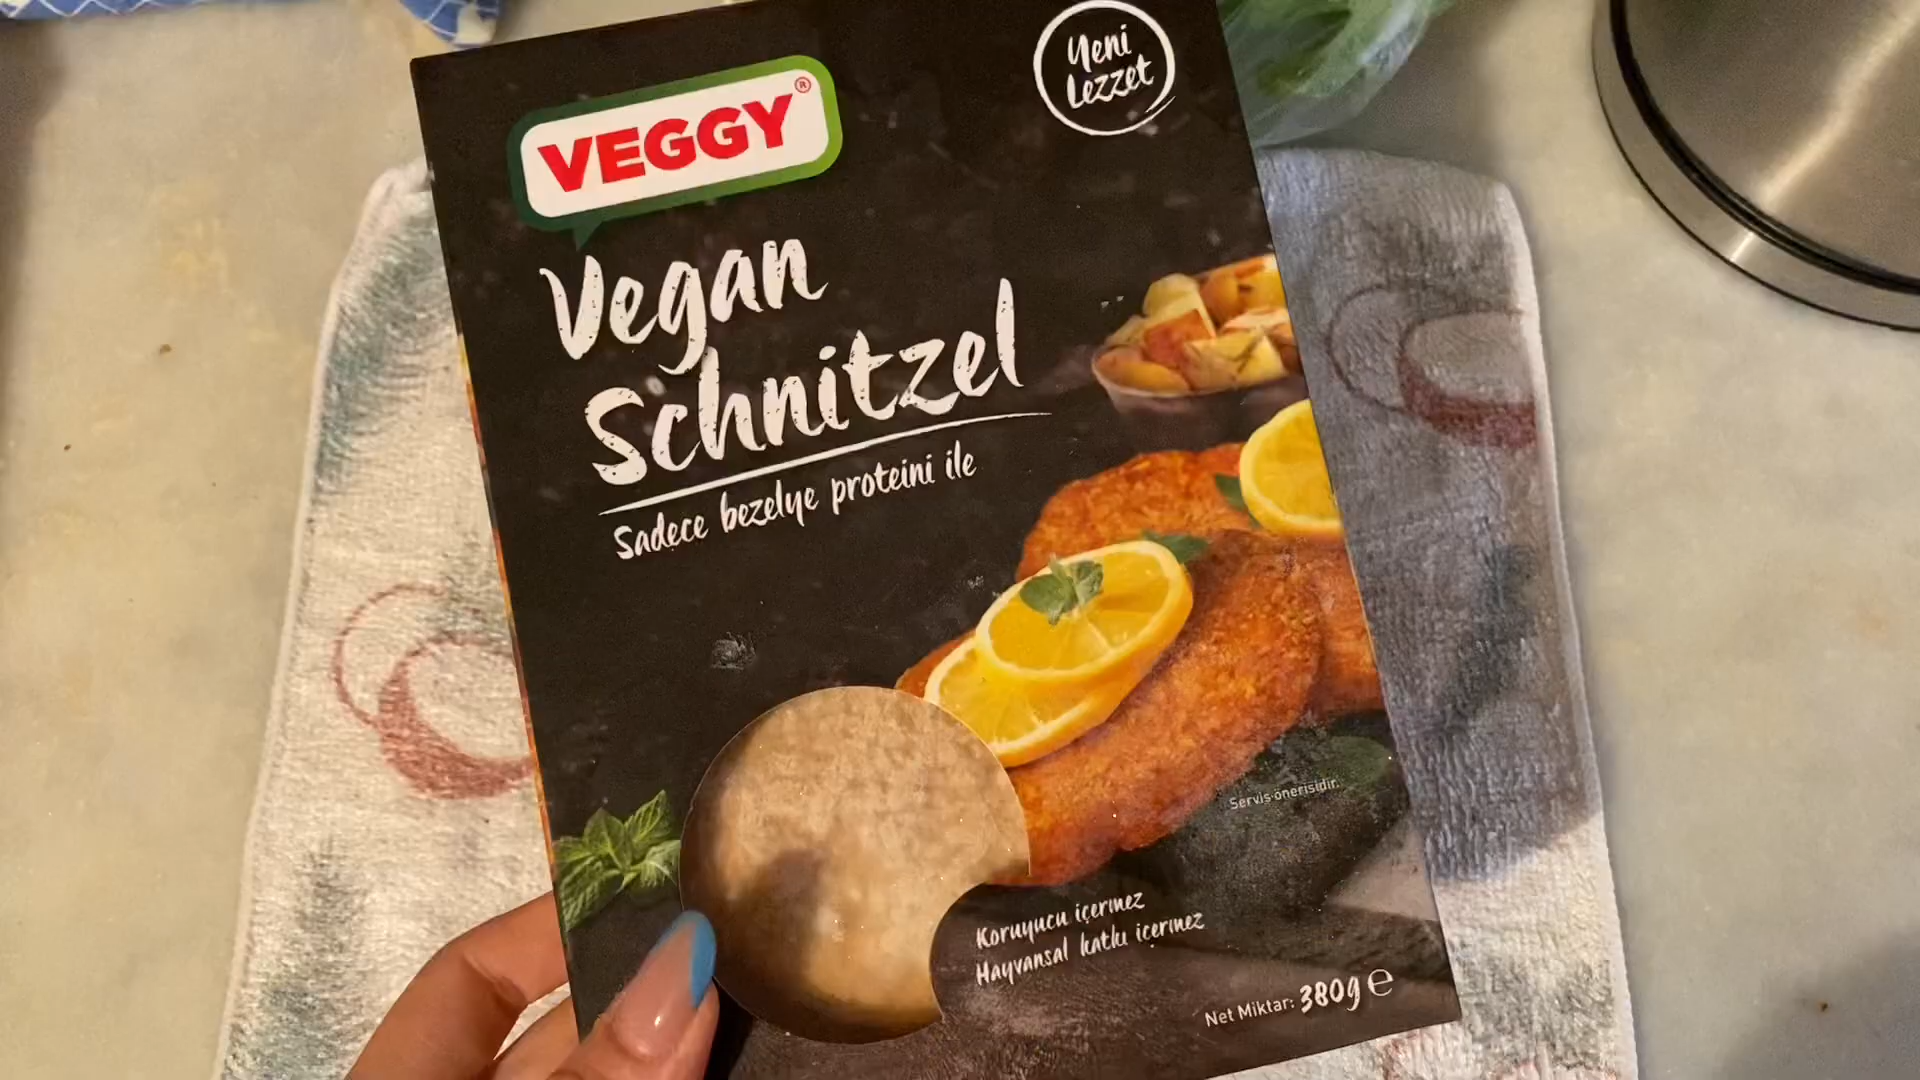 VEGGY®
Yeni
Lezzet
Vegan
Schnitzel
Sadece bezelye proteini ile
Servis önerisidir.
Koruyucu içermez
Hayvansal katkı içermez
Net Miktar: 380g ℮